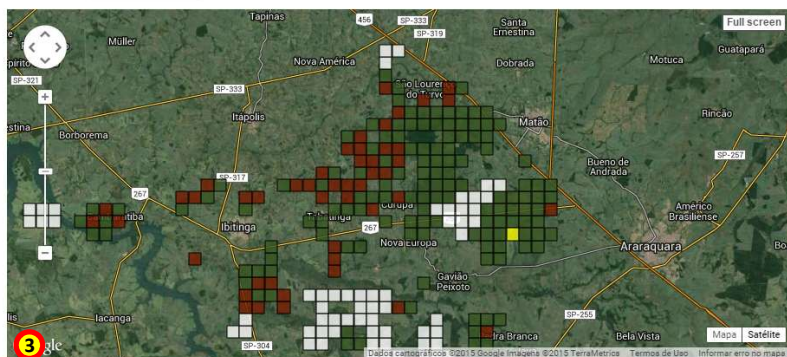 Tapinas
456
SP-333
SP-319
Santa
Ernestina
Full screen
Müller
Nova América
Dobrada
Motuca
Guatapará
SP-321
SP-333
São Lourenço
do Turvo
Itapolis
Matão
Rincão
Borborema
SP-317
SP-257
Bueno de
Andrada
267
Curupa
Américo
Brasiliense
Ibitinga
267
Nova Europa
Araraquara
Gavião
Peixoto
Iacanga
SP-255
SP-304
Bela Vista
Mapa
Satélite
3
Dados cartográficos ©2015 Google Imagens ©2015 TerraMetrics
Termos de Uso
Informar erro no mapa